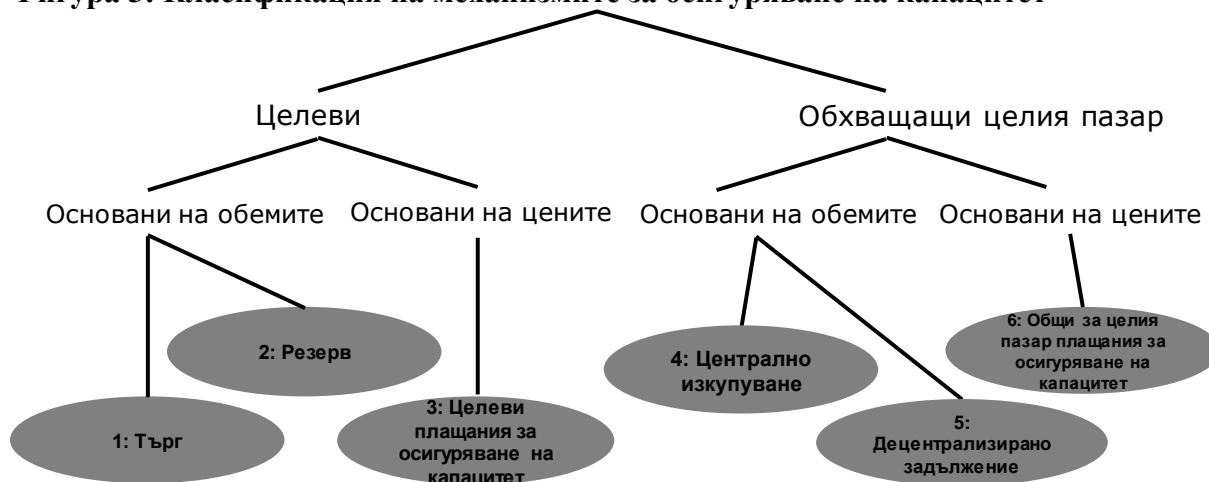 Фигура 3: Класификация на механизмите за осигуряване на капацитет
Целеви
Обхващащи целия пазар
Основани на обемите
Основани на цените
Основани на обемите
Основани на цените
2: Резерв
1: Търг
3: Целеви
плащания за
осигуряване на
капацитет
4: Централно
изкупуване
5:
Децентрализирано
задължение
6: Общи за целия
пазар плащания за
осигуряване на
капацитет